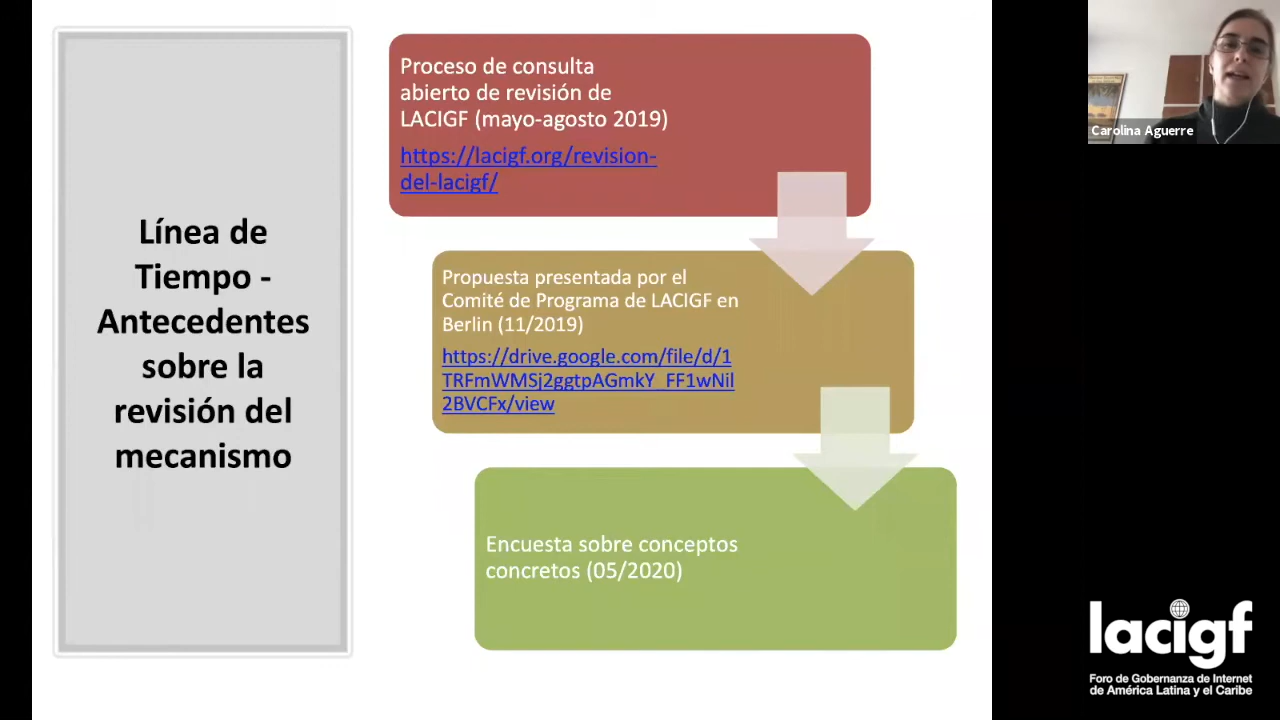 Línea de
Tiempo -
Antecedentes
sobre la
revisión del
mecanismo
Proceso de consulta
abierto de revisión de
LACIGF (mayo-agosto 2019)
https://lacigf.org/revision-
del-lacigf/
Propuesta presentada por el
Comité de Programa de LACIGF en
Berlin (11/2019)
https://drive.google.com/file/d/1
TRFmWMSj2ggtpAGmkY_FF1wNil
2BVCFx/view
Encuesta sobre conceptos
concretos (05/2020)
Carolina Aguerre
lacigf
Foro de Gobernanza de Internet
de América Latina y el Caribe